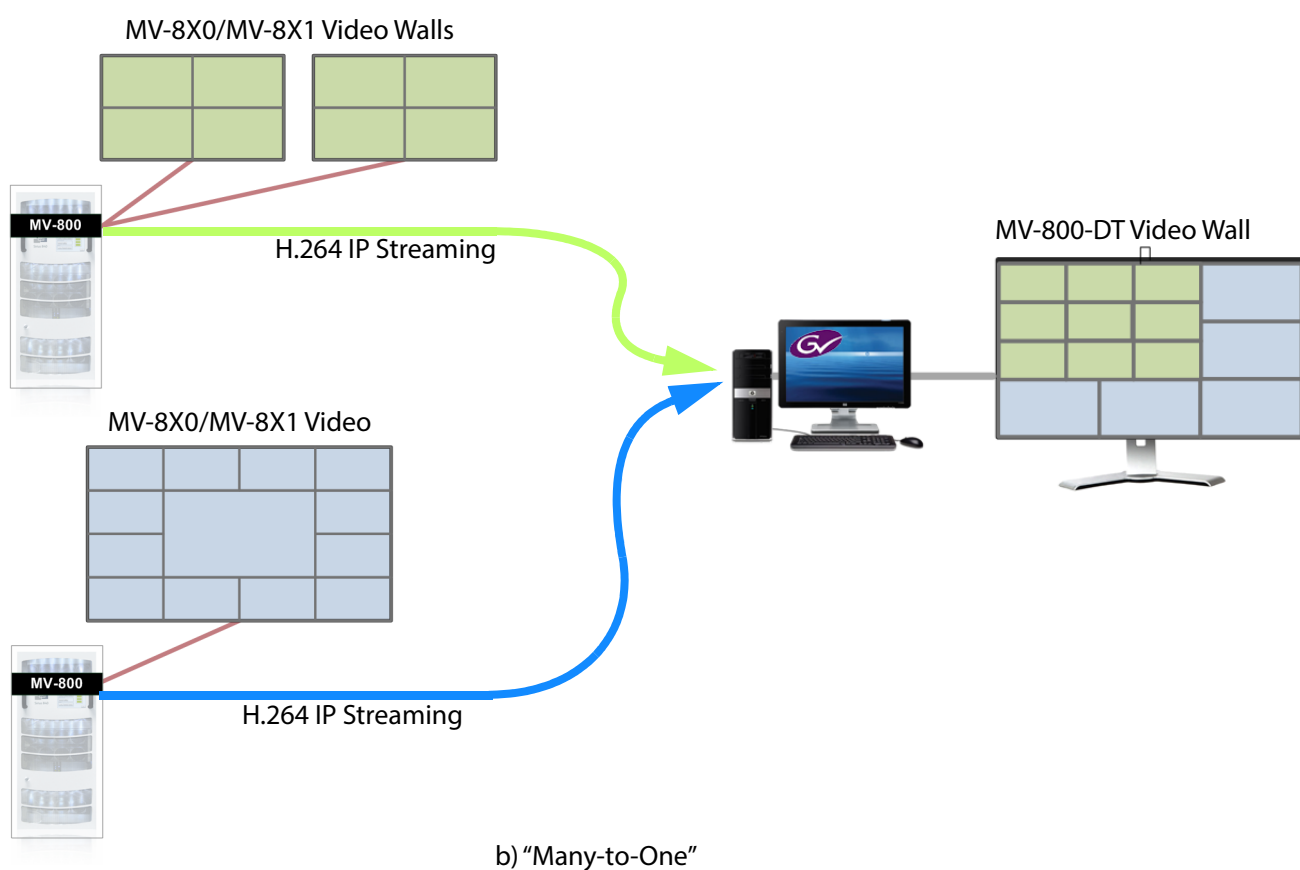 MV-8X0/MV-8X1 Video Walls
MV-800
H.264 IP Streaming
MV-800-DT Video Wall
GV
MV-8X0/MV-8X1 Video
MV-800
H.264 IP Streaming
b) “Many-to-One”